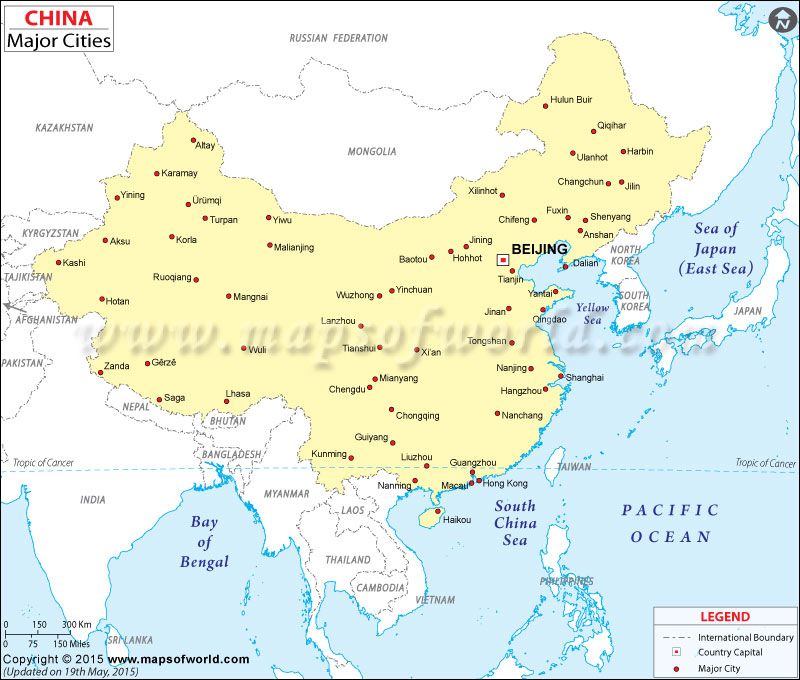 CHINA
Major Cities
N
RUSSIAN FEDERATION
KAZAKHSTAN
MONGOLIA
Hulun Buir
Qiqihar
Altay
Ulanhot
Harbin
Karamay
Changchun
Jilin
Yining
Ürümqi
Xilinhot
Turpan
Yiwu
Chifeng
Fuxin
Shenyang
KYRGYZSTAN
Aksu
Korla
Malianjing
Jining
Anshan
Sea of
Japan
(East Sea)
BEIJING
Hohhot
Baotou
NORTH
KOREA
Kashi
Dalian
TAJIKISTAN
Ruoqiang
Tianjin
Yinchuan
Wuzhong
Yantai
Hotan
Mangnai
SOUTH
KOREA
Yellow
Sea
JAPAN
Jinan
Qingdao
AFGHANISTAN
Lanzhou
www.mapsofworld.com
Tongshan
Tianshui
Xi'an
Wuli
PAKISTAN
Gêrzê
Zanda
Nanjing
Mianyang
Shanghai
Chengdu
Hangzhou
Lhasa
Saga
NEPAL
Chongqing
Nanchang
BHUTAN
Guiyang
BANGLADESH
Kunming
Liuzhou
Guangzhou
Tropic of Cancer
Tropic of Cancer
TAIWAN
Nanning
Macau
Hong Kong
INDIA
MYANMAR
LAOS
South
China
Sea
PACIFIC
OCEAN
Haikou
Bay
of
Bengal
THAILAND
CAMBODIA
PHILIPPINES
VIETNAM
SRI LANKA
0 150 300 Km
0 75 150 Miles
LEGEND
International Boundary
Country Capital
Major City
Copyright © 2015 www.mapsofworld.com
(Updated on 19th May, 2015)